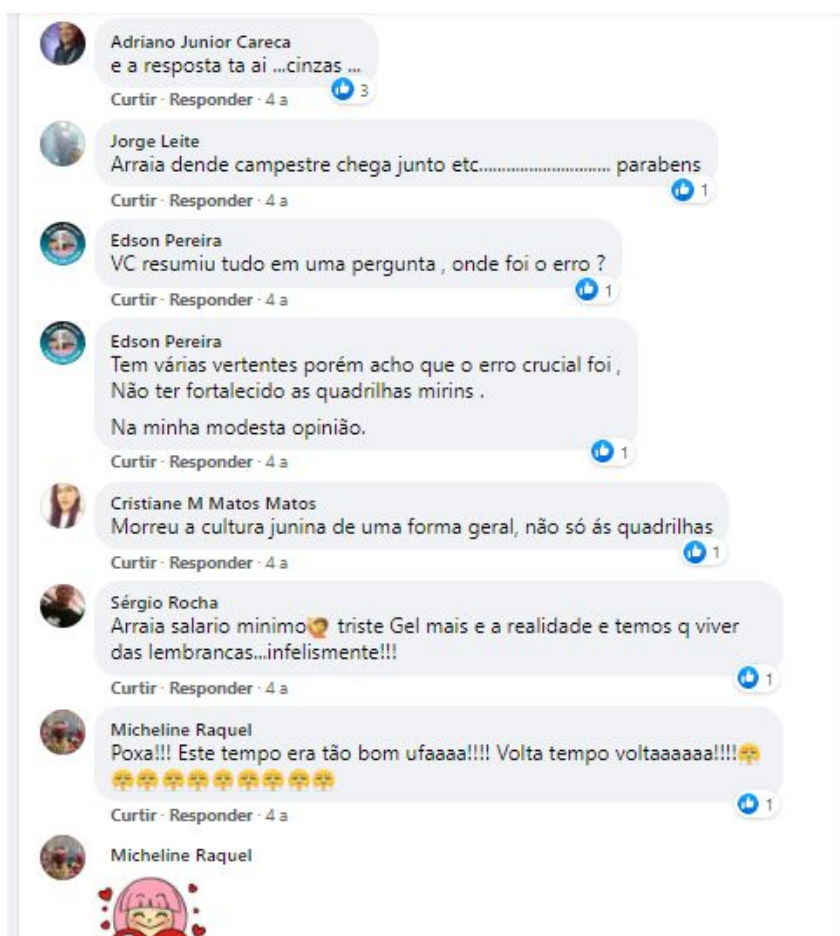 Adriano Junior Careca
e a resposta ta ai ...cinzas ...
Curtir · Responder · 4 a
3
Jorge Leite
Arraia dende campestre chega junto etc............................. parabens
Curtir · Responder · 4 a
1
Edson Pereira
VC resumiu tudo em uma pergunta , onde foi o erro ?
Curtir · Responder · 4 a
1
Edson Pereira
Tem várias vertentes porém acho que o erro crucial foi ,
Não ter fortalecido as quadrilhas mirins .
Na minha modesta opinião.
Curtir · Responder · 4 a
1
Cristiane M Matos Matos
Morreu a cultura junina de uma forma geral, não só ás quadrilhas
Curtir · Responder · 4 a
1
Sérgio Rocha
Arraia salario minimo🤦 triste Gel mais e a realidade e temos q viver
das lembrancas...infelismente!!!
Curtir · Responder · 4 a
1
Micheline Raquel
Poxa!!! Este tempo era tão bom ufaaaa!!!! Volta tempo voltaaaaaa!!!!😤
😤😤😤😤😤😤😤😤😤
Curtir · Responder · 4 a
1
Micheline Raquel